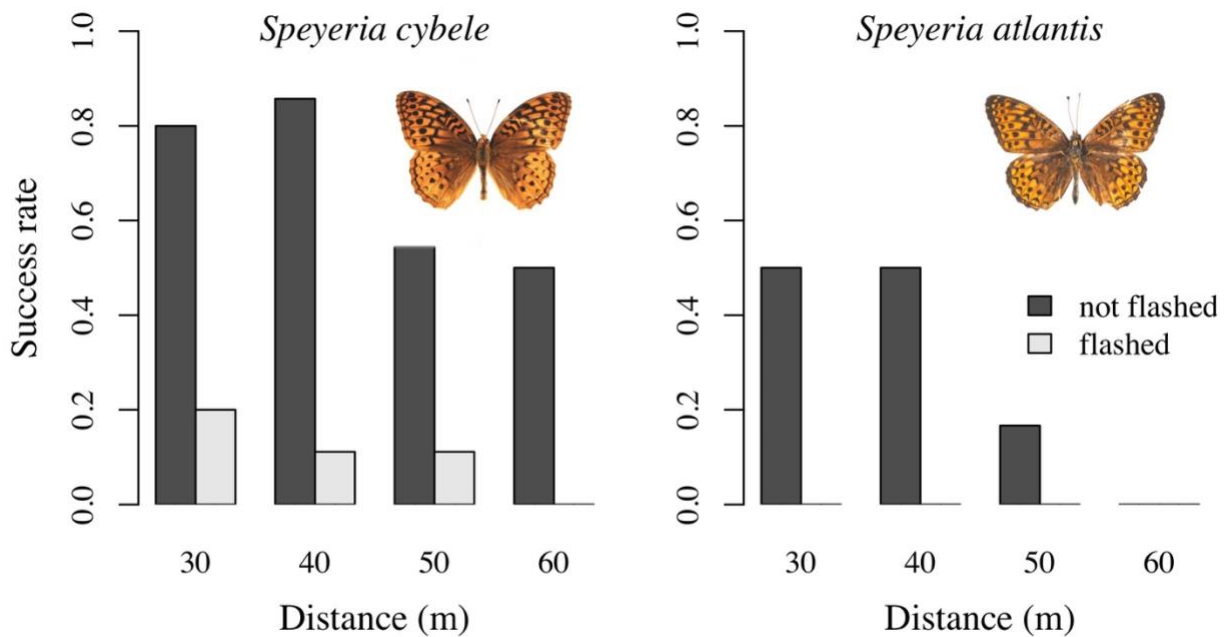 Speyeria cybele
Speyeria atlantis
Success rate
0.0 0.2 0.4 0.6 0.8 1.0
0.0 0.2 0.4 0.6 0.8 1.0
not flashed
flashed
30 40 50 60
30 40 50 60
Distance (m)
Distance (m)